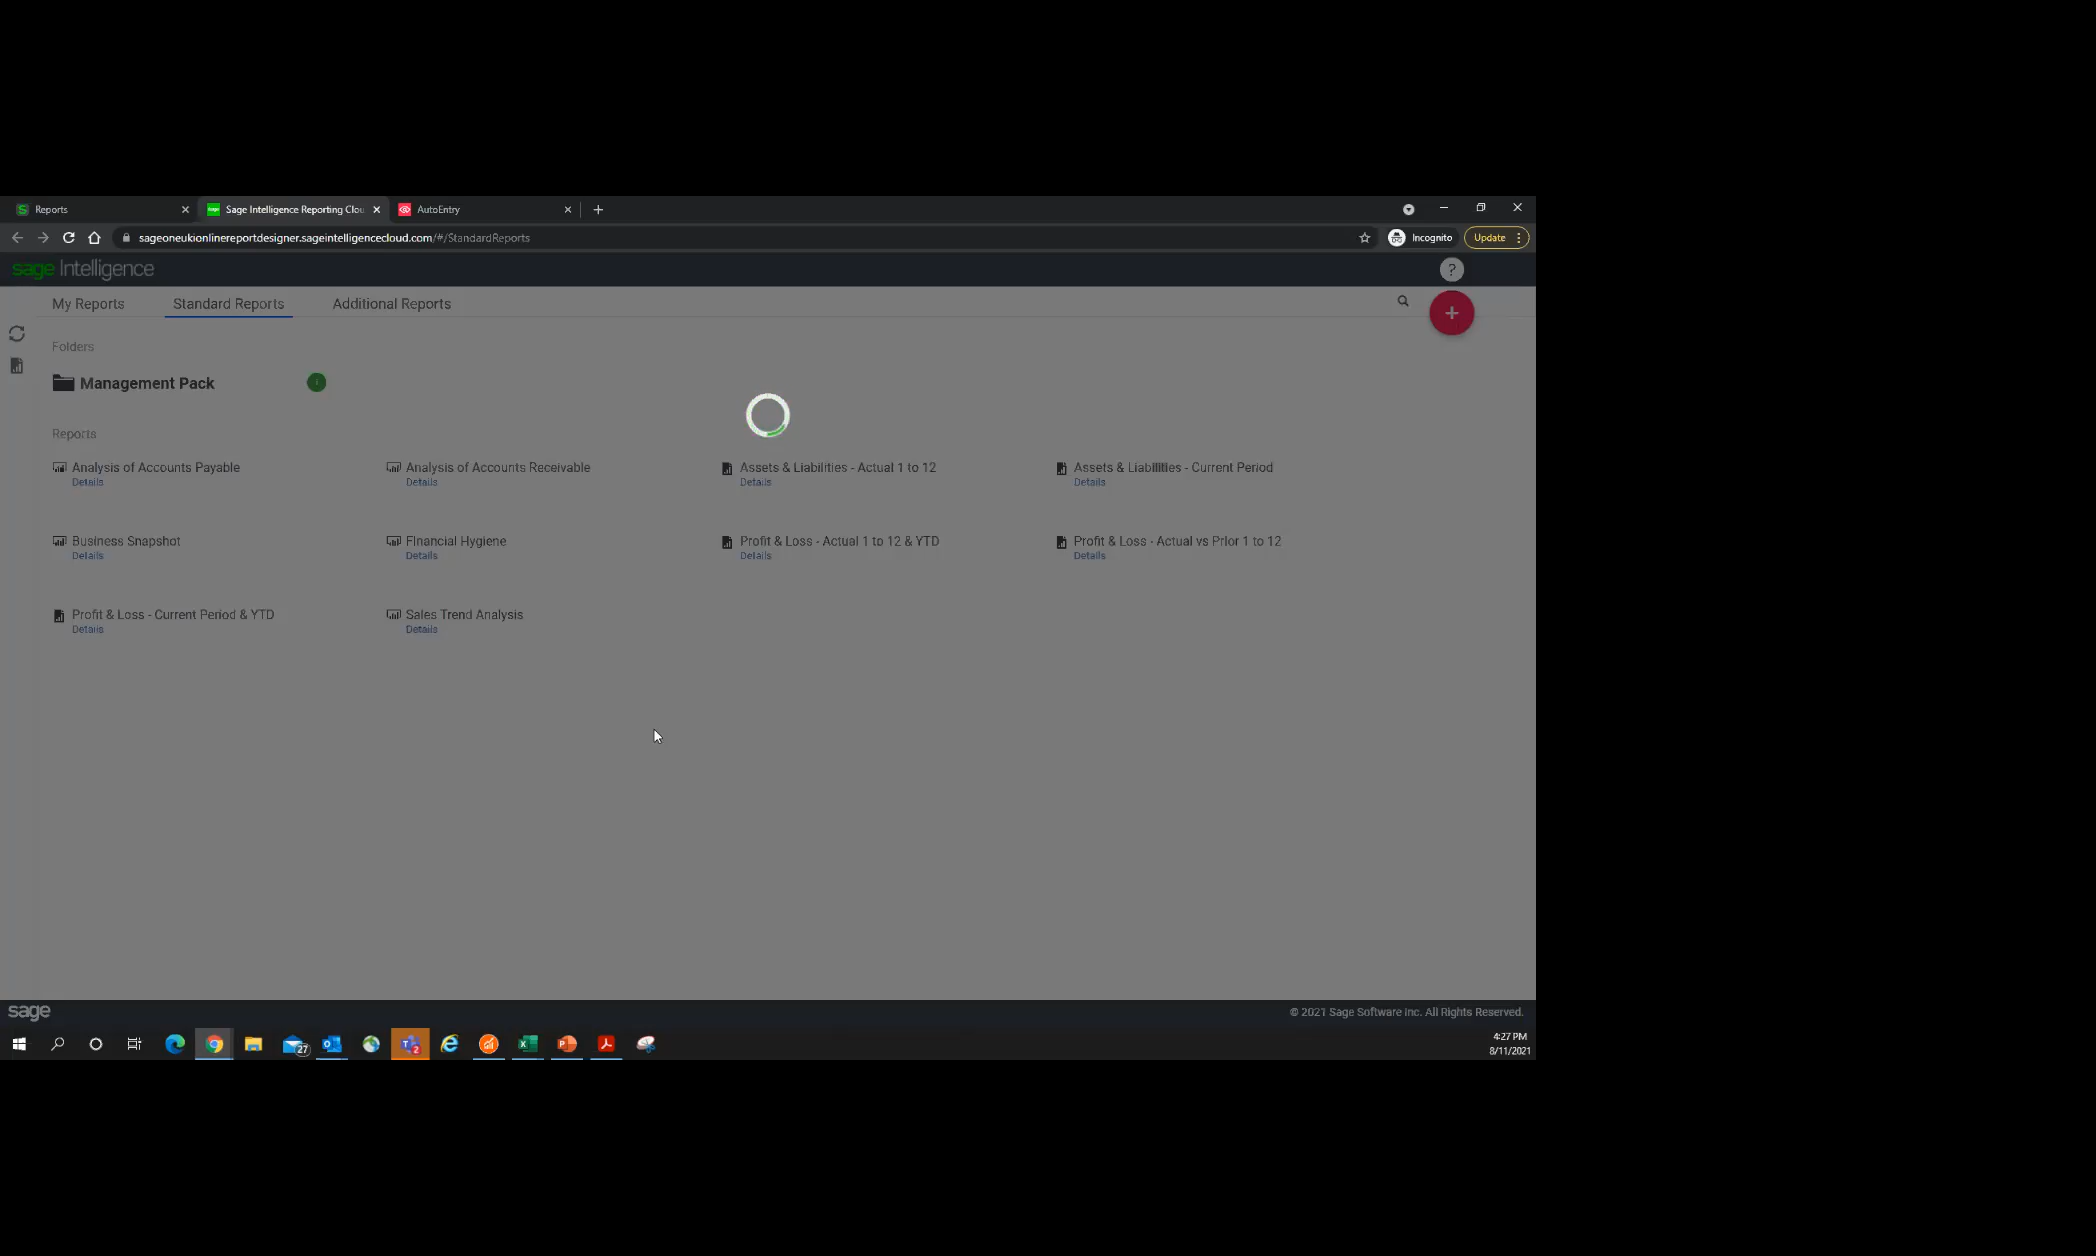 Reports
Sage Intelligence Reporting Clou
AutoEntry
sageoneukionlinereportdesigner.sageintelligencecloud.com/#/StandardReports
Incognito
Update
sage Intelligence
?
My Reports
Standard Reports
Additional Reports
Folders
Management Pack
Reports
Analysis of Accounts Payable
Details
Analysis of Accounts Receivable
Details
Assets & Liabilities - Actual 1 to 12
Details
Assets & Liabilities - Current Period
Details
Business Snapshot
Details
Financial Hygiene
Details
Profit & Loss - Actual 1 to 12 & YTD
Details
Profit & Loss - Actual vs Prior 1 to 12
Details
Profit & Loss - Current Period & YTD
Details
Sales Trend Analysis
Details
sage
© 2021 Sage Software Inc. All Rights Reserved.
27
2
4:27 PM
8/11/2021